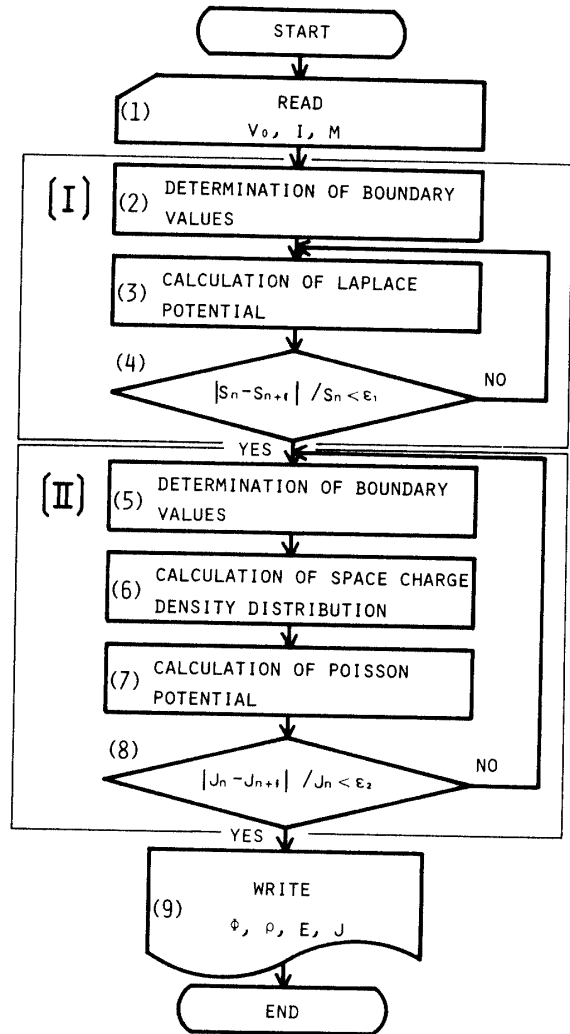 START
(1)
READ
V₀, I, M
[I]
(2)
DETERMINATION OF BOUNDARY
VALUES
(3)
CALCULATION OF LAPLACE
POTENTIAL
(4)
|Sₙ−Sₙ₊₁| /Sₙ<ε₁
NO
YES
[II]
(5)
DETERMINATION OF BOUNDARY
VALUES
(6)
CALCULATION OF SPACE CHARGE
DENSITY DISTRIBUTION
(7)
CALCULATION OF POISSON
POTENTIAL
(8)
|Jₙ−Jₙ₊₁| /Jₙ<ε₂
NO
YES
(9)
WRITE
Φ, ρ, E, J
END